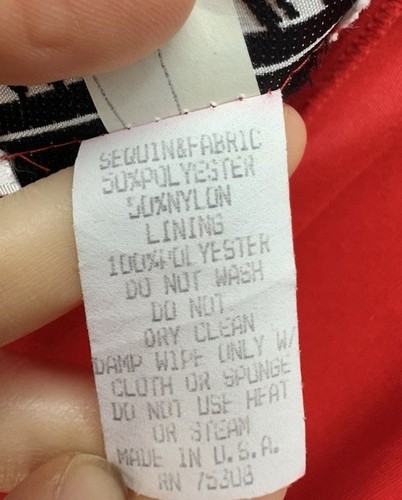 SEQUIN&FABRIC
50%POLYESTER
50%NYLON
LINING
100%POLYESTER
DO NOT WASH
DO NOT
DRY CLEAN
DAMP WIPE ONLY W/
CLOTH OR SPONGE
DO NOT USE HEAT
OR STEAM
MADE IN U.S.A.
RN 75308